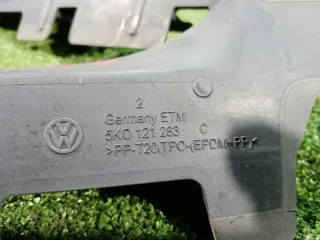 2
Germany ETM
5K0 121 283 C
>PP-T20\TPO-(EPDM+PP)<